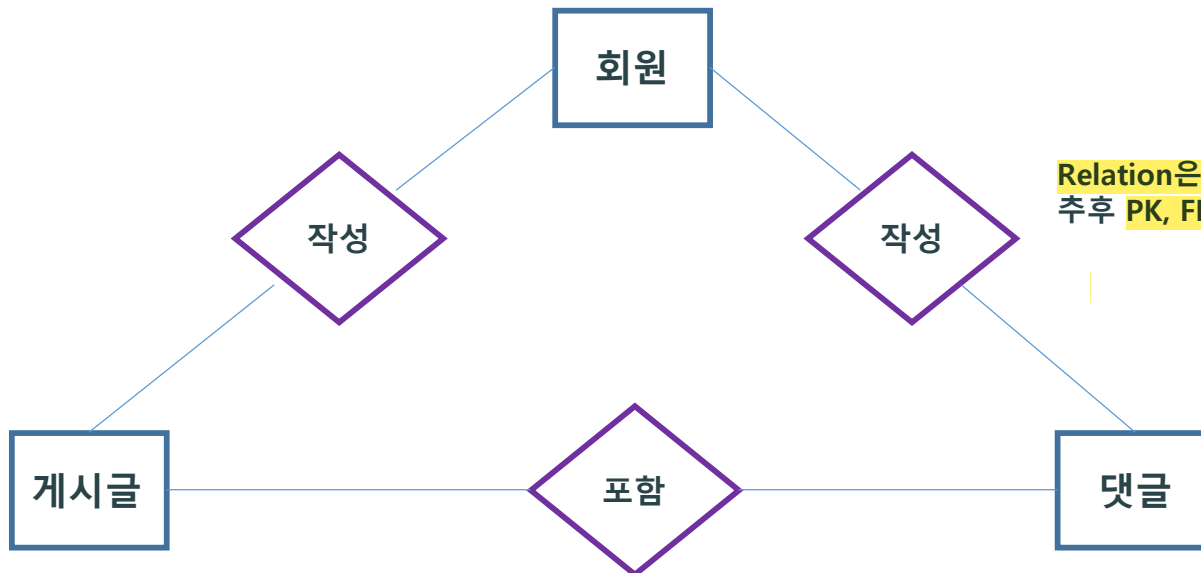 회원
Relation은
작성
작성
추후 PK,
게시글
포함
댓글